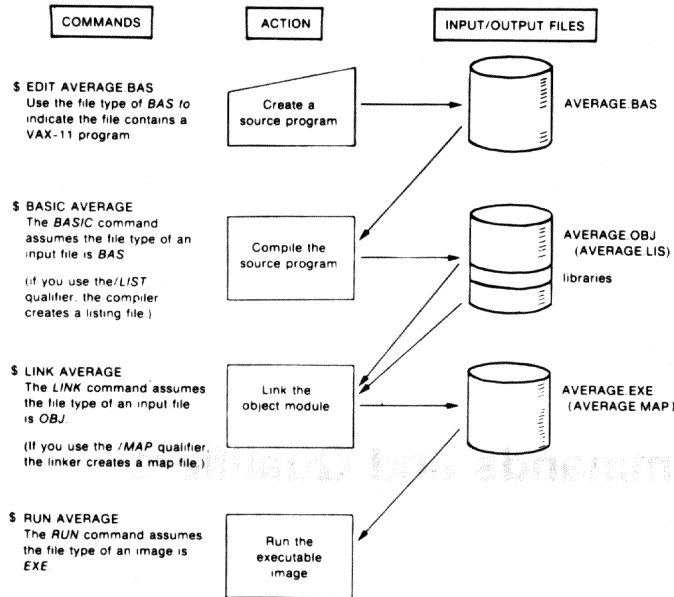 COMMANDS
ACTION
INPUT/OUTPUT FILES
$ EDIT AVERAGE.BAS
Use the file type of BAS to
indicate the file contains a
VAX-11 program.
Create a
source program
AVERAGE.BAS
$ BASIC AVERAGE
The BASIC command
assumes the file type of an
input file is BAS
(if you use the/LIST
qualifier, the compiler
creates a listing file.)
Compile the
source program
AVERAGE.OBJ
(AVERAGE.LIS)
libraries
$ LINK AVERAGE
The LINK command assumes
the file type of an input file
is OBJ.
(If you use the /MAP qualifier,
the linker creates a map file.)
Link the
object module
AVERAGE.EXE
(AVERAGE.MAP)
$ RUN AVERAGE
The RUN command assumes
the file type of an image is
EXE.
Run the
executable
image